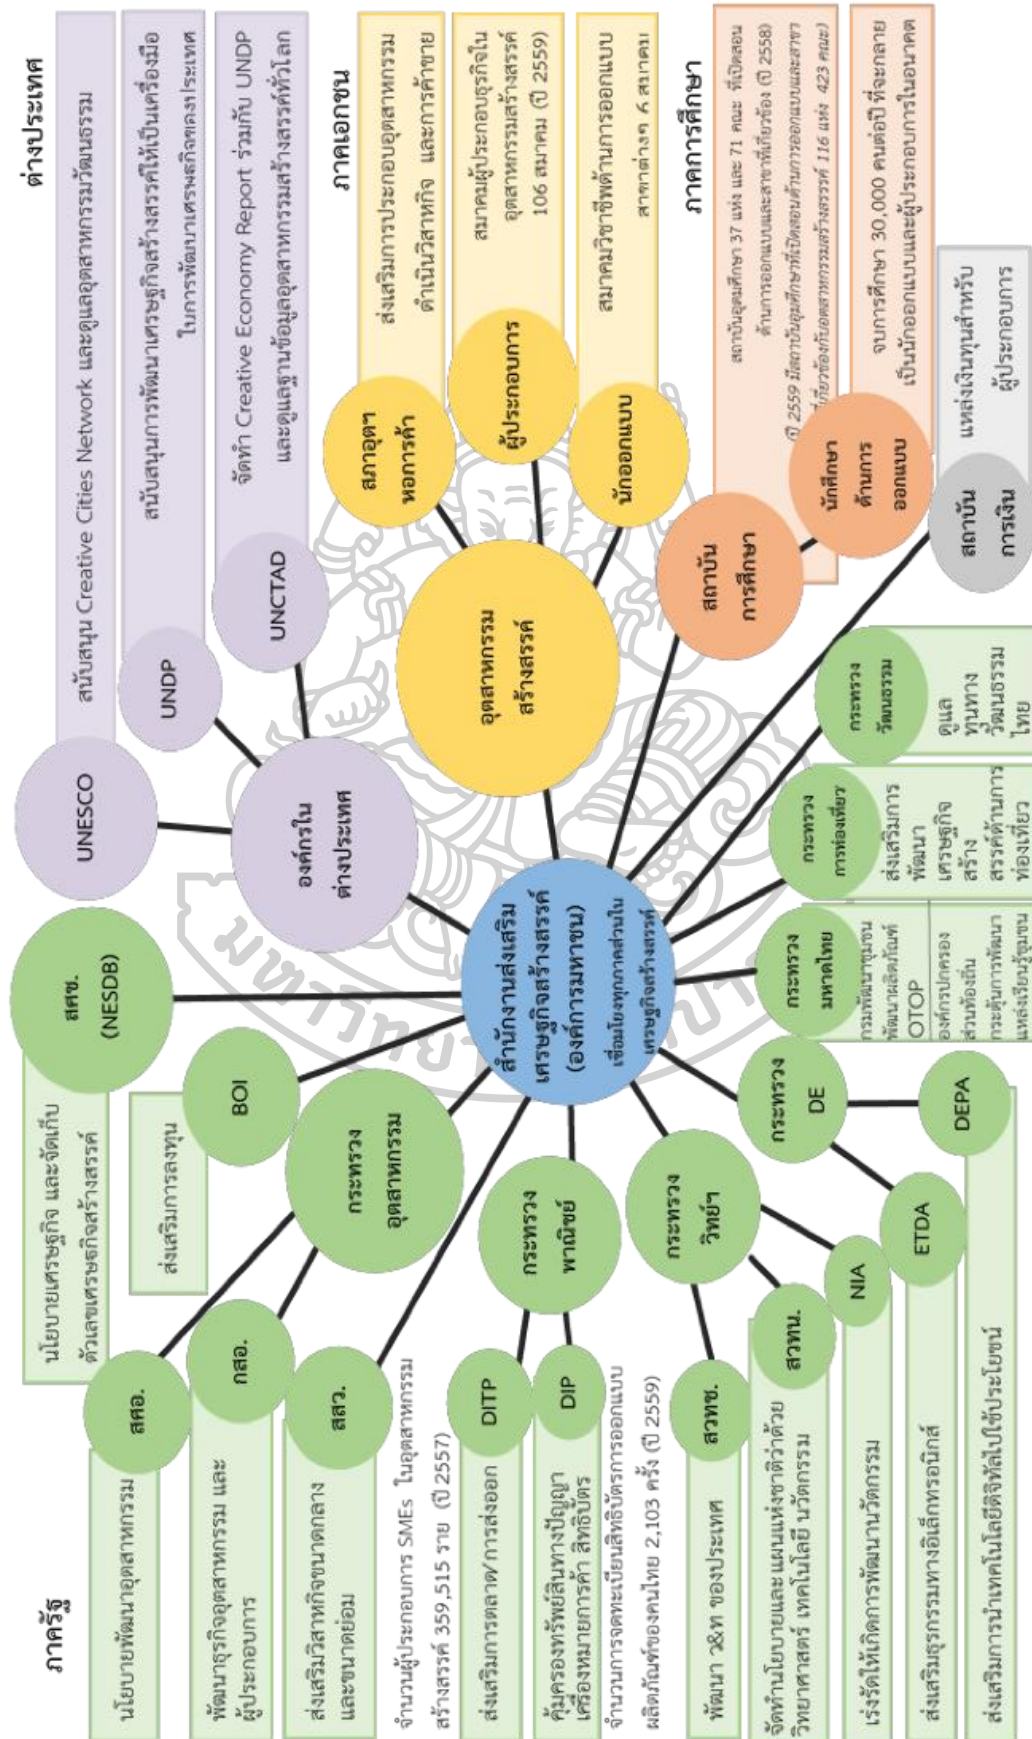 ภาครัฐ
นโยบายพัฒนาอุตสาหกรรม
สศอ.
พัฒนาธุรกิจอุตสาหกรรม และ
ผู้ประกอบการ
กสอ.
ส่งเสริมวิสาหกิจขนาดกลาง
และขนาดย่อม
สสว.
จำนวนผู้ประกอบการ SMEs ในอุตสาหกรรม
สร้างสรรค์ 359,515 ราย (ปี 2557)
ส่งเสริมการตลาด/การส่งออก
DITP
คุ้มครองทรัพย์สินทางปัญญา
เครื่องหมายการค้า สิทธิบัตร
DIP
จำนวนการจดทะเบียนสิทธิบัตรการออกแบบ
ผลิตภัณฑ์ของคนไทย 2,103 ครั้ง (ปี 2559)
พัฒนา ว&ท ของประเทศ
สวทช.
จัดทำนโยบายและแผนแห่งชาติว่าด้วย
วิทยาศาสตร์ เทคโนโลยี นวัตกรรม
สวทน.
เร่งรัดให้เกิดการพัฒนานวัตกรรม
NIA
ส่งเสริมธุรกรรมทางอิเล็กทรอนิกส์
ETDA
ส่งเสริมการนำเทคโนโลยีดิจิทัลไปใช้ประโยชน์
DEPA
นโยบายเศรษฐกิจ และจัดเก็บ
ตัวเลขเศรษฐกิจสร้างสรรค์
สศช.
(NESDB)
ส่งเสริมการลงทุน
BOI
กระทรวง
อุตสาหกรรม
กระทรวง
พาณิชย์
กระทรวง
วิทย์ฯ
กระทรวง
DE
สำนักงานส่งเสริม
เศรษฐกิจสร้างสรรค์
(องค์การมหาชน)
เชื่อมโยงทุกภาคส่วนใน
เศรษฐกิจสร้างสรรค์
กระทรวง
มหาดไทย
กรมพัฒนาชุมชน
พัฒนาผลิตภัณฑ์
OTOP
องค์กรปกครอง
ส่วนท้องถิ่น
กระตุ้นการพัฒนา
แหล่งเรียนรู้ชุมชน
กระทรวง
การท่องเที่ยว
ส่งเสริมการ
พัฒนา
เศรษฐกิจ
สร้าง
สรรค์ด้านการ
ท่องเที่ยว
กระทรวง
วัฒนธรรม
ดูแล
ทุนทาง
วัฒนธรรม
ไทย
ต่างประเทศ
องค์กรใน
ต่างประเทศ
UNESCO
สนับสนุน Creative Cities Network และดูแลอุตสาหกรรมวัฒนธรรม
UNDP
สนับสนุนการพัฒนาเศรษฐกิจสร้างสรรค์ให้เป็นเครื่องมือ
ในการพัฒนาเศรษฐกิจของประเทศ
UNCTAD
จัดทำ Creative Economy Report ร่วมกับ UNDP
และดูแลฐานข้อมูลอุตสาหกรรมสร้างสรรค์ทั่วโลก
ภาคเอกชน
อุตสาหกรรม
สร้างสรรค์
สภาอุตฯ
หอการค้า
ส่งเสริมการประกอบอุตสาหกรรม
ดำเนินวิสาหกิจ และการค้าขาย
ผู้ประกอบการ
สมาคมผู้ประกอบธุรกิจใน
อุตสาหกรรมสร้างสรรค์
106 สมาคม (ปี 2559)
นักออกแบบ
สมาคมวิชาชีพด้านการออกแบบ
สาขาต่างๆ 6 สมาคม
ภาคการศึกษา
สถาบัน
การศึกษา
สถาบันอุดมศึกษา 37 แห่ง และ 71 คณะ ที่เปิดสอน
ด้านการออกแบบและสาขาที่เกี่ยวข้อง (ปี 2558)
(ปี 2559 มีสถาบันอุมศึกษาที่เปิดสอนด้านการออกแบบและสาขา
ที่เกี่ยวข้องกับอุตสาหกรรมสร้างสรรค์ 116 แห่ง 423 คณะ)
นักศึกษา
ด้านการ
ออกแบบ
จบการศึกษา 30,000 คนต่อปี ที่จะกลาย
เป็นนักออกแบบและผู้ประกอบการในอนาคต
สถาบัน
การเงิน
แหล่งเงินทุนสำหรับ
ผู้ประกอบการ